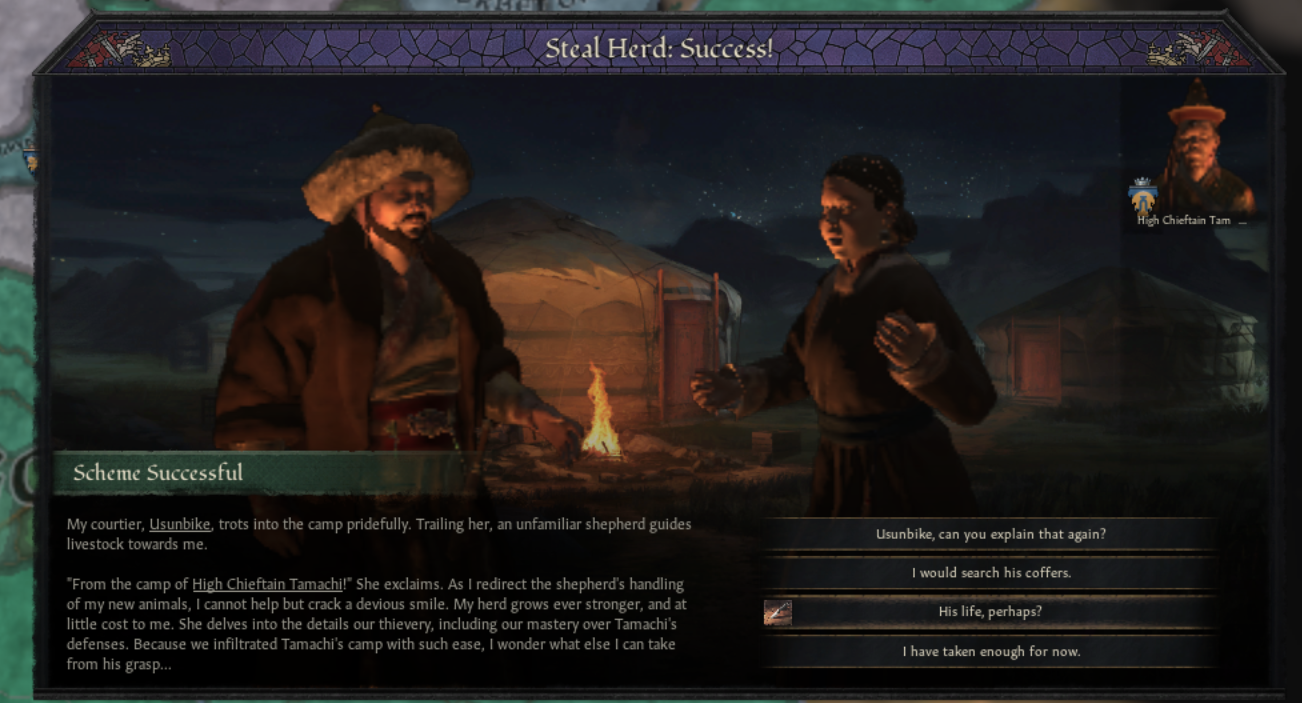 Steal Herd: Success!
High Chieftain Tam ...
Scheme Successful
My courtier, Usunbike, trots into the camp pridefully. Trailing her, an unfamiliar shepherd guides
livestock towards me.
"From the camp of High Chieftain Tamachi!" She exclaims. As I redirect the shepherd's handling
of my new animals, I cannot help but crack a devious smile. My herd grows ever stronger, and at
little cost to me. She delves into the details our thievery, including our mastery over Tamachi's
defenses. Because we infiltrated Tamachi's camp with such ease, I wonder what else I can take
from his grasp...
Usunbike, can you explain that again?
I would search his coffers.
His life, perhaps?
I have taken enough for now.